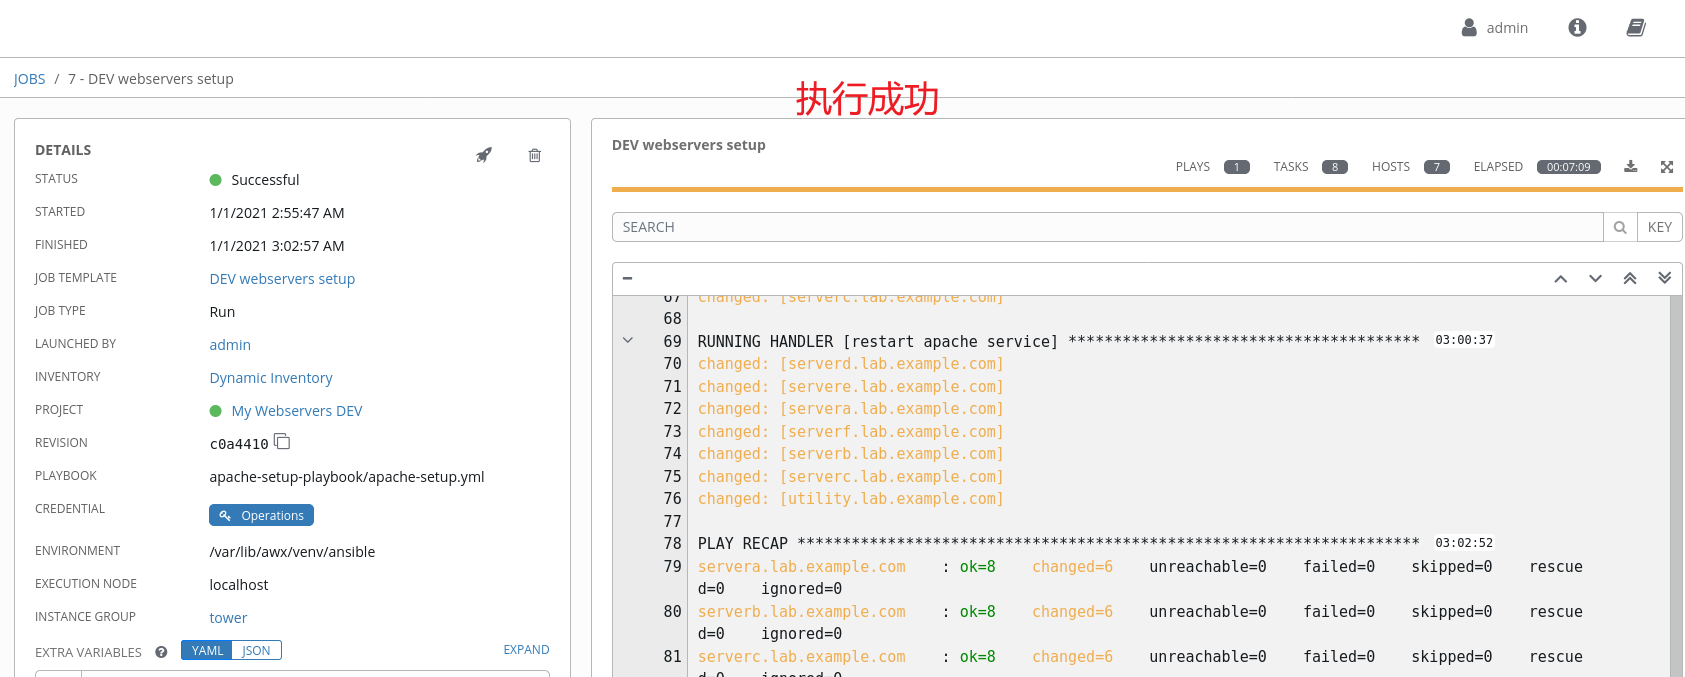 admin
JOBS / 7 - DEV webservers setup
执行成功
DETAILS
STATUS Successful
STARTED 1/1/2021 2:55:47 AM
FINISHED 1/1/2021 3:02:57 AM
JOB TEMPLATE DEV webservers setup
JOB TYPE Run
LAUNCHED BY admin
INVENTORY Dynamic Inventory
PROJECT My Webservers DEV
REVISION c0a4410
PLAYBOOK apache-setup-playbook/apache-setup.yml
CREDENTIAL Operations
ENVIRONMENT /var/lib/awx/venv/ansible
EXECUTION NODE localhost
INSTANCE GROUP tower
EXTRA VARIABLES YAML JSON EXPAND
DEV webservers setup
PLAYS 1 TASKS 8 HOSTS 7 ELAPSED 00:07:09
SEARCH KEY
67 changed: [serverc.lab.example.com]
68
69 RUNNING HANDLER [restart apache service] *************************************** 03:00:37
70 changed: [serverd.lab.example.com]
71 changed: [servere.lab.example.com]
72 changed: [servera.lab.example.com]
73 changed: [serverf.lab.example.com]
74 changed: [serverb.lab.example.com]
75 changed: [serverc.lab.example.com]
76 changed: [utility.lab.example.com]
77
78 PLAY RECAP ********************************************************************* 03:02:52
79 servera.lab.example.com : ok=8 changed=6 unreachable=0 failed=0 skipped=0 rescue
d=0 ignored=0
80 serverb.lab.example.com : ok=8 changed=6 unreachable=0 failed=0 skipped=0 rescue
d=0 ignored=0
81 serverc.lab.example.com : ok=8 changed=6 unreachable=0 failed=0 skipped=0 rescue